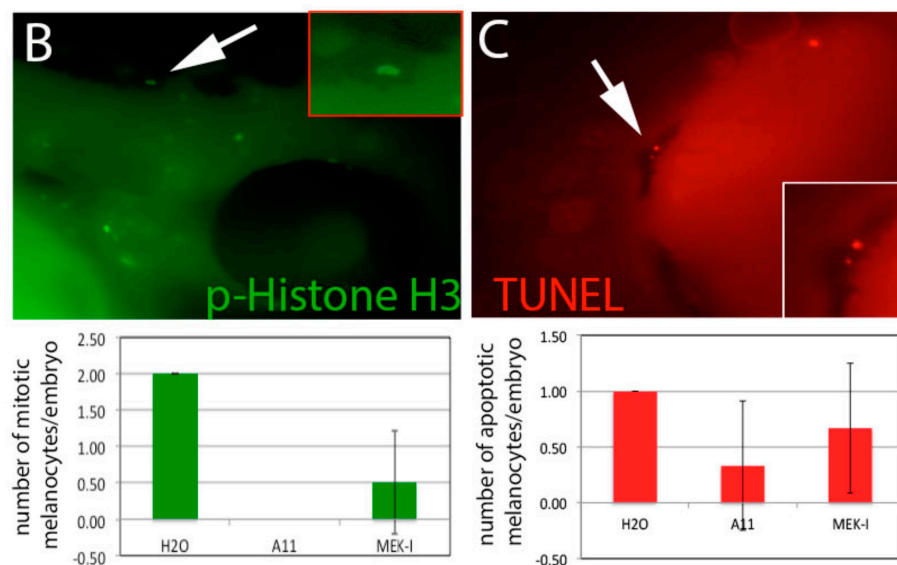 B
p-Histone H3
C
TUNEL
number of mitotic
melanocytes/embryo
2.50
2.00
1.50
1.00
0.50
0.00
-0.50
H2O A11 MEK-I
number of apoptotic
melanocytes/embryo
1.50
1.00
0.50
0.00
-0.50
H2O A11 MEK-I